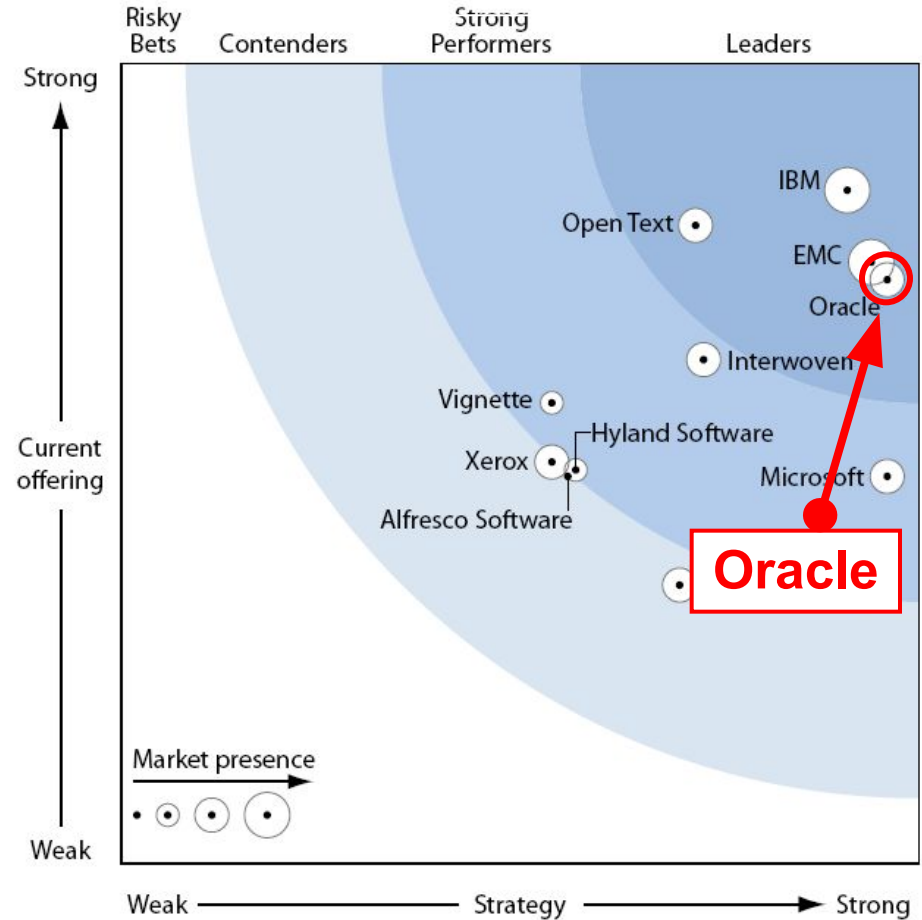 Risky
Bets
Contenders
Strong
Performers
Leaders
Strong
IBM
Open Text
EMC
Oracle
Interwoven
Vignette
Hyland Software
Current
offering
Xerox
Microsoft
Alfresco Software
Oracle
Market presence
Weak
Weak
Strategy
Strong